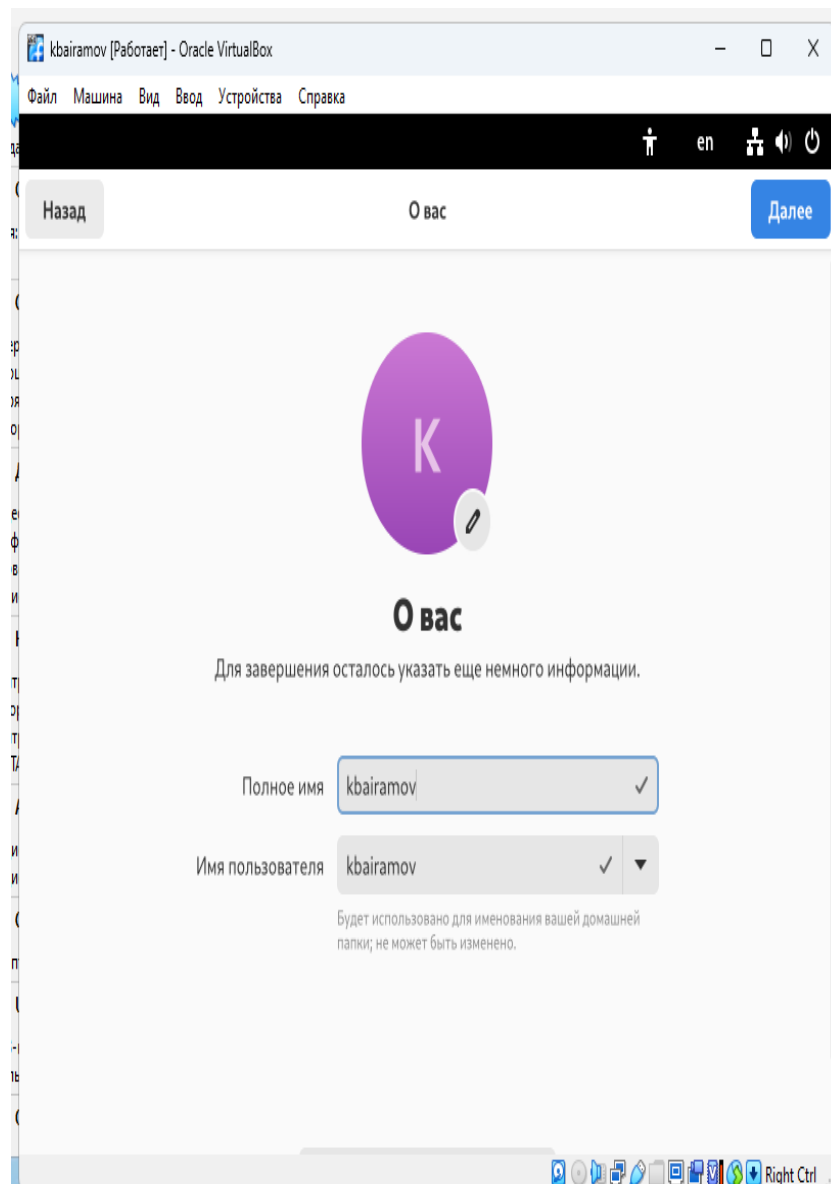 kbairamov [Работает] - Oracle VirtualBox
Файл Машина Вид Ввод Устройства Справка
en
Назад О вас Далее
K
О вас
Для завершения осталось указать еще немного информации.
Полное имя kbairamov
Имя пользователя kbairamov
Будет использовано для именования вашей домашней
папки; не может быть изменено.
Right Ctrl